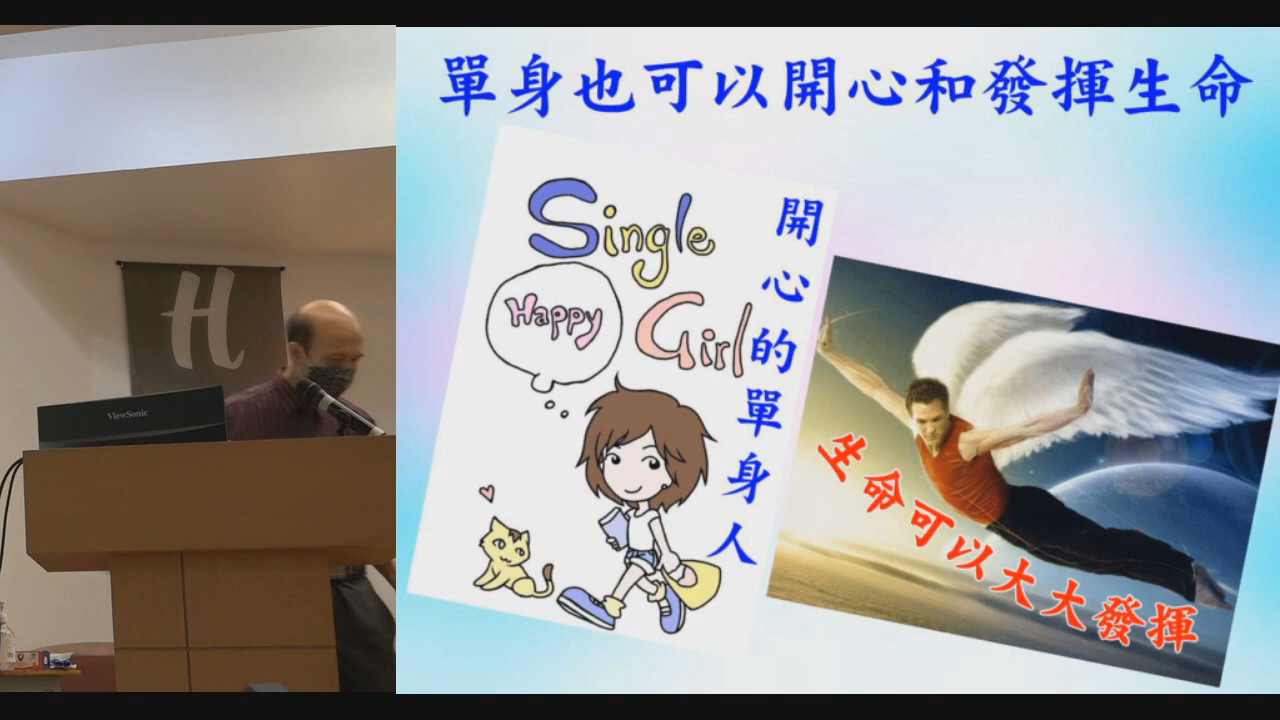 單身也可以開心和發揮生命
Single
Happy
Girl
開心的單身人
生命可以大大發揮
H
ViewSonic